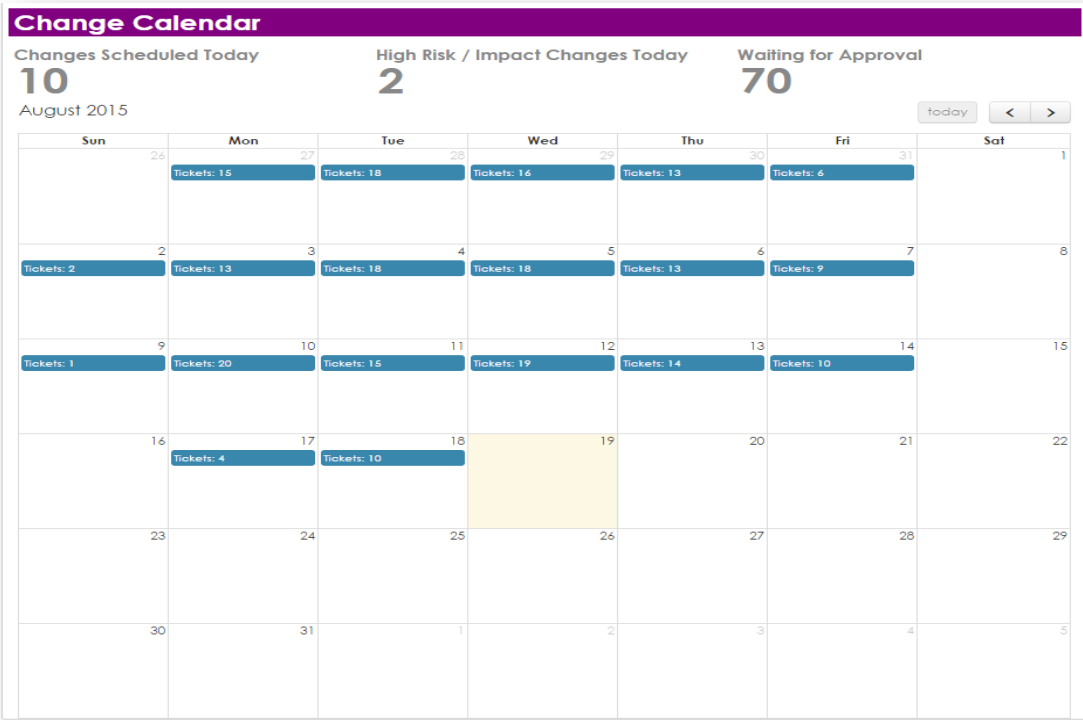 Change Calendar
Changes Scheduled Today High Risk / Impact Changes Today Waiting for Approval
10 2 70
August 2015 today < >
Sun Mon Tue Wed Thu Fri Sat
26 27 28 29 30 31 1
Tickets: 15 Tickets: 18 Tickets: 16 Tickets: 13 Tickets: 6
2 3 4 5 6 7 8
Tickets: 2 Tickets: 13 Tickets: 18 Tickets: 18 Tickets: 13 Tickets: 9
9 10 11 12 13 14 15
Tickets: 1 Tickets: 20 Tickets: 15 Tickets: 19 Tickets: 14 Tickets: 10
16 17 18 19 20 21 22
Tickets: 4 Tickets: 10
23 24 25 26 27 28 29
30 31 1 2 3 4 5